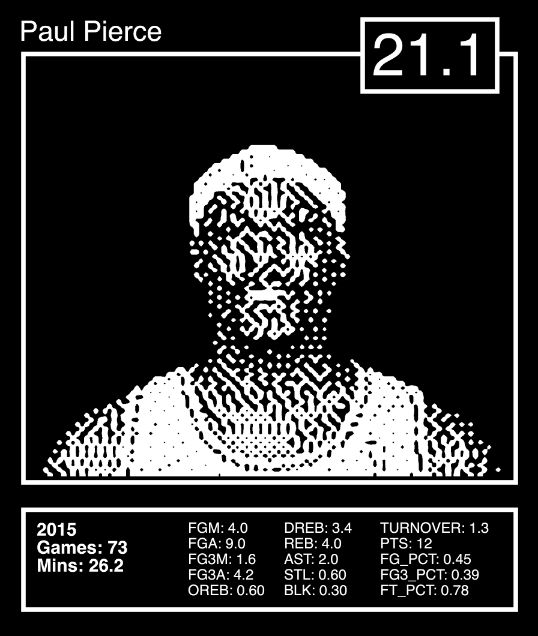 Paul Pierce
21.1
2015
Games: 73
Mins: 26.2
FGM: 4.0
FGA: 9.0
FG3M: 1.6
FG3A: 4.2
OREB: 0.60
DREB: 3.4
REB: 4.0
AST: 2.0
STL: 0.60
BLK: 0.30
TURNOVER: 1.3
PTS: 12
FG_PCT: 0.45
FG3_PCT: 0.39
FT_PCT: 0.78